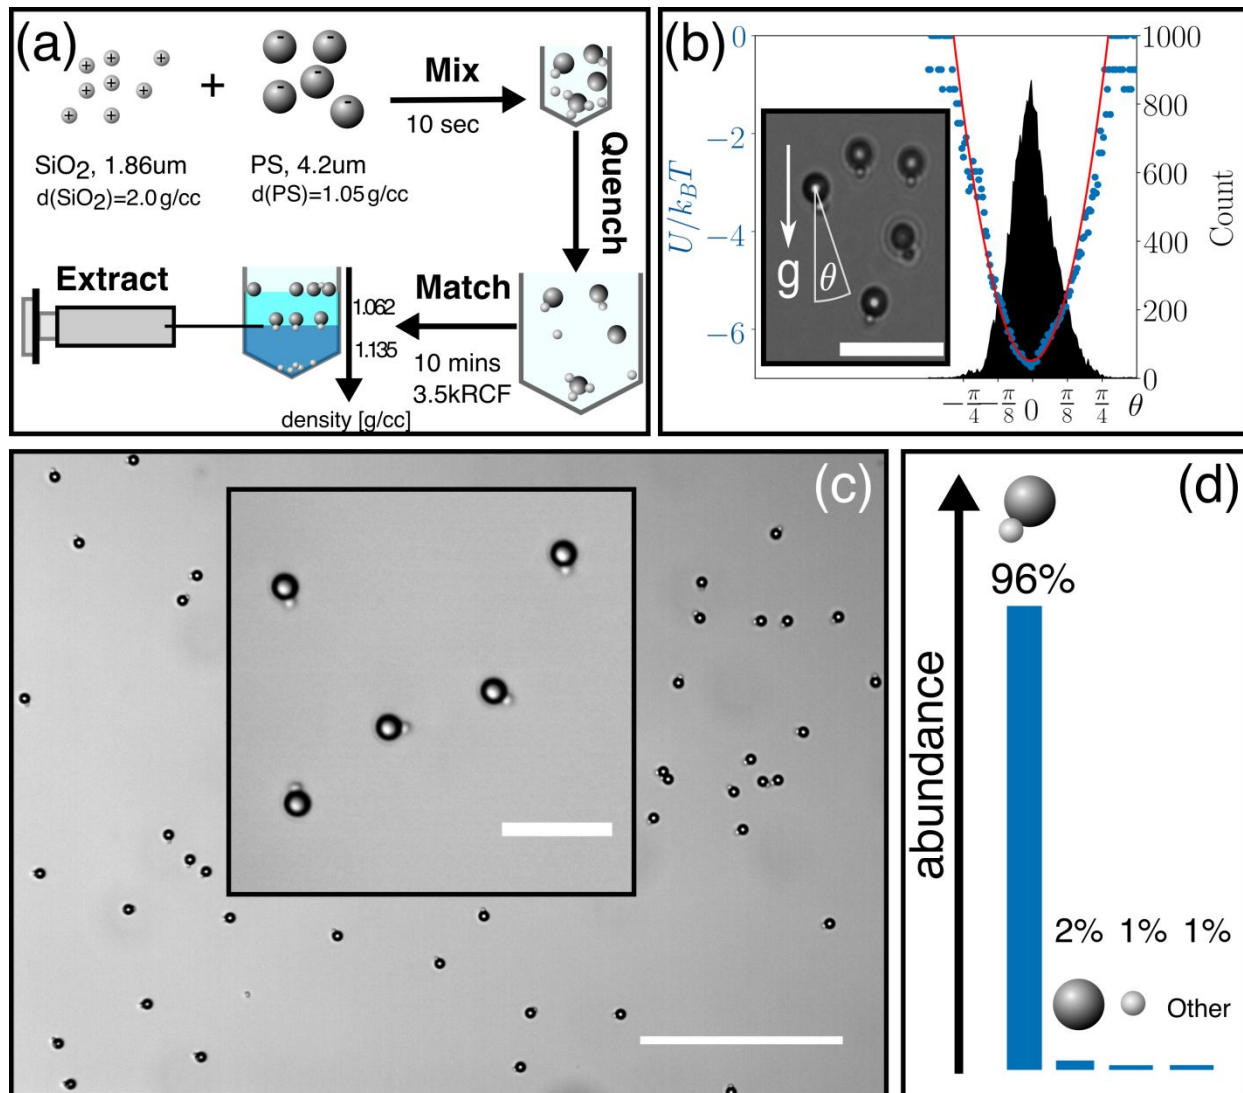 (a)
+ + +
+ + +
+ +
- - - - -
+
Mix
10 sec
SiO₂, 1.86um
d(SiO₂)=2.0 g/cc
PS, 4.2um
d(PS)=1.05 g/cc
Quench
Extract
Match
10 mins
3.5kRCF
1.062
1.135
density [g/cc]
(b)
U/k_BT
0
−2
−4
−6
g
θ
1000
800
600
400
200
0
Count
−π/4 −π/8 0 π/8 π/4 θ
(c)
(d)
abundance
96%
2% 1% 1%
Other